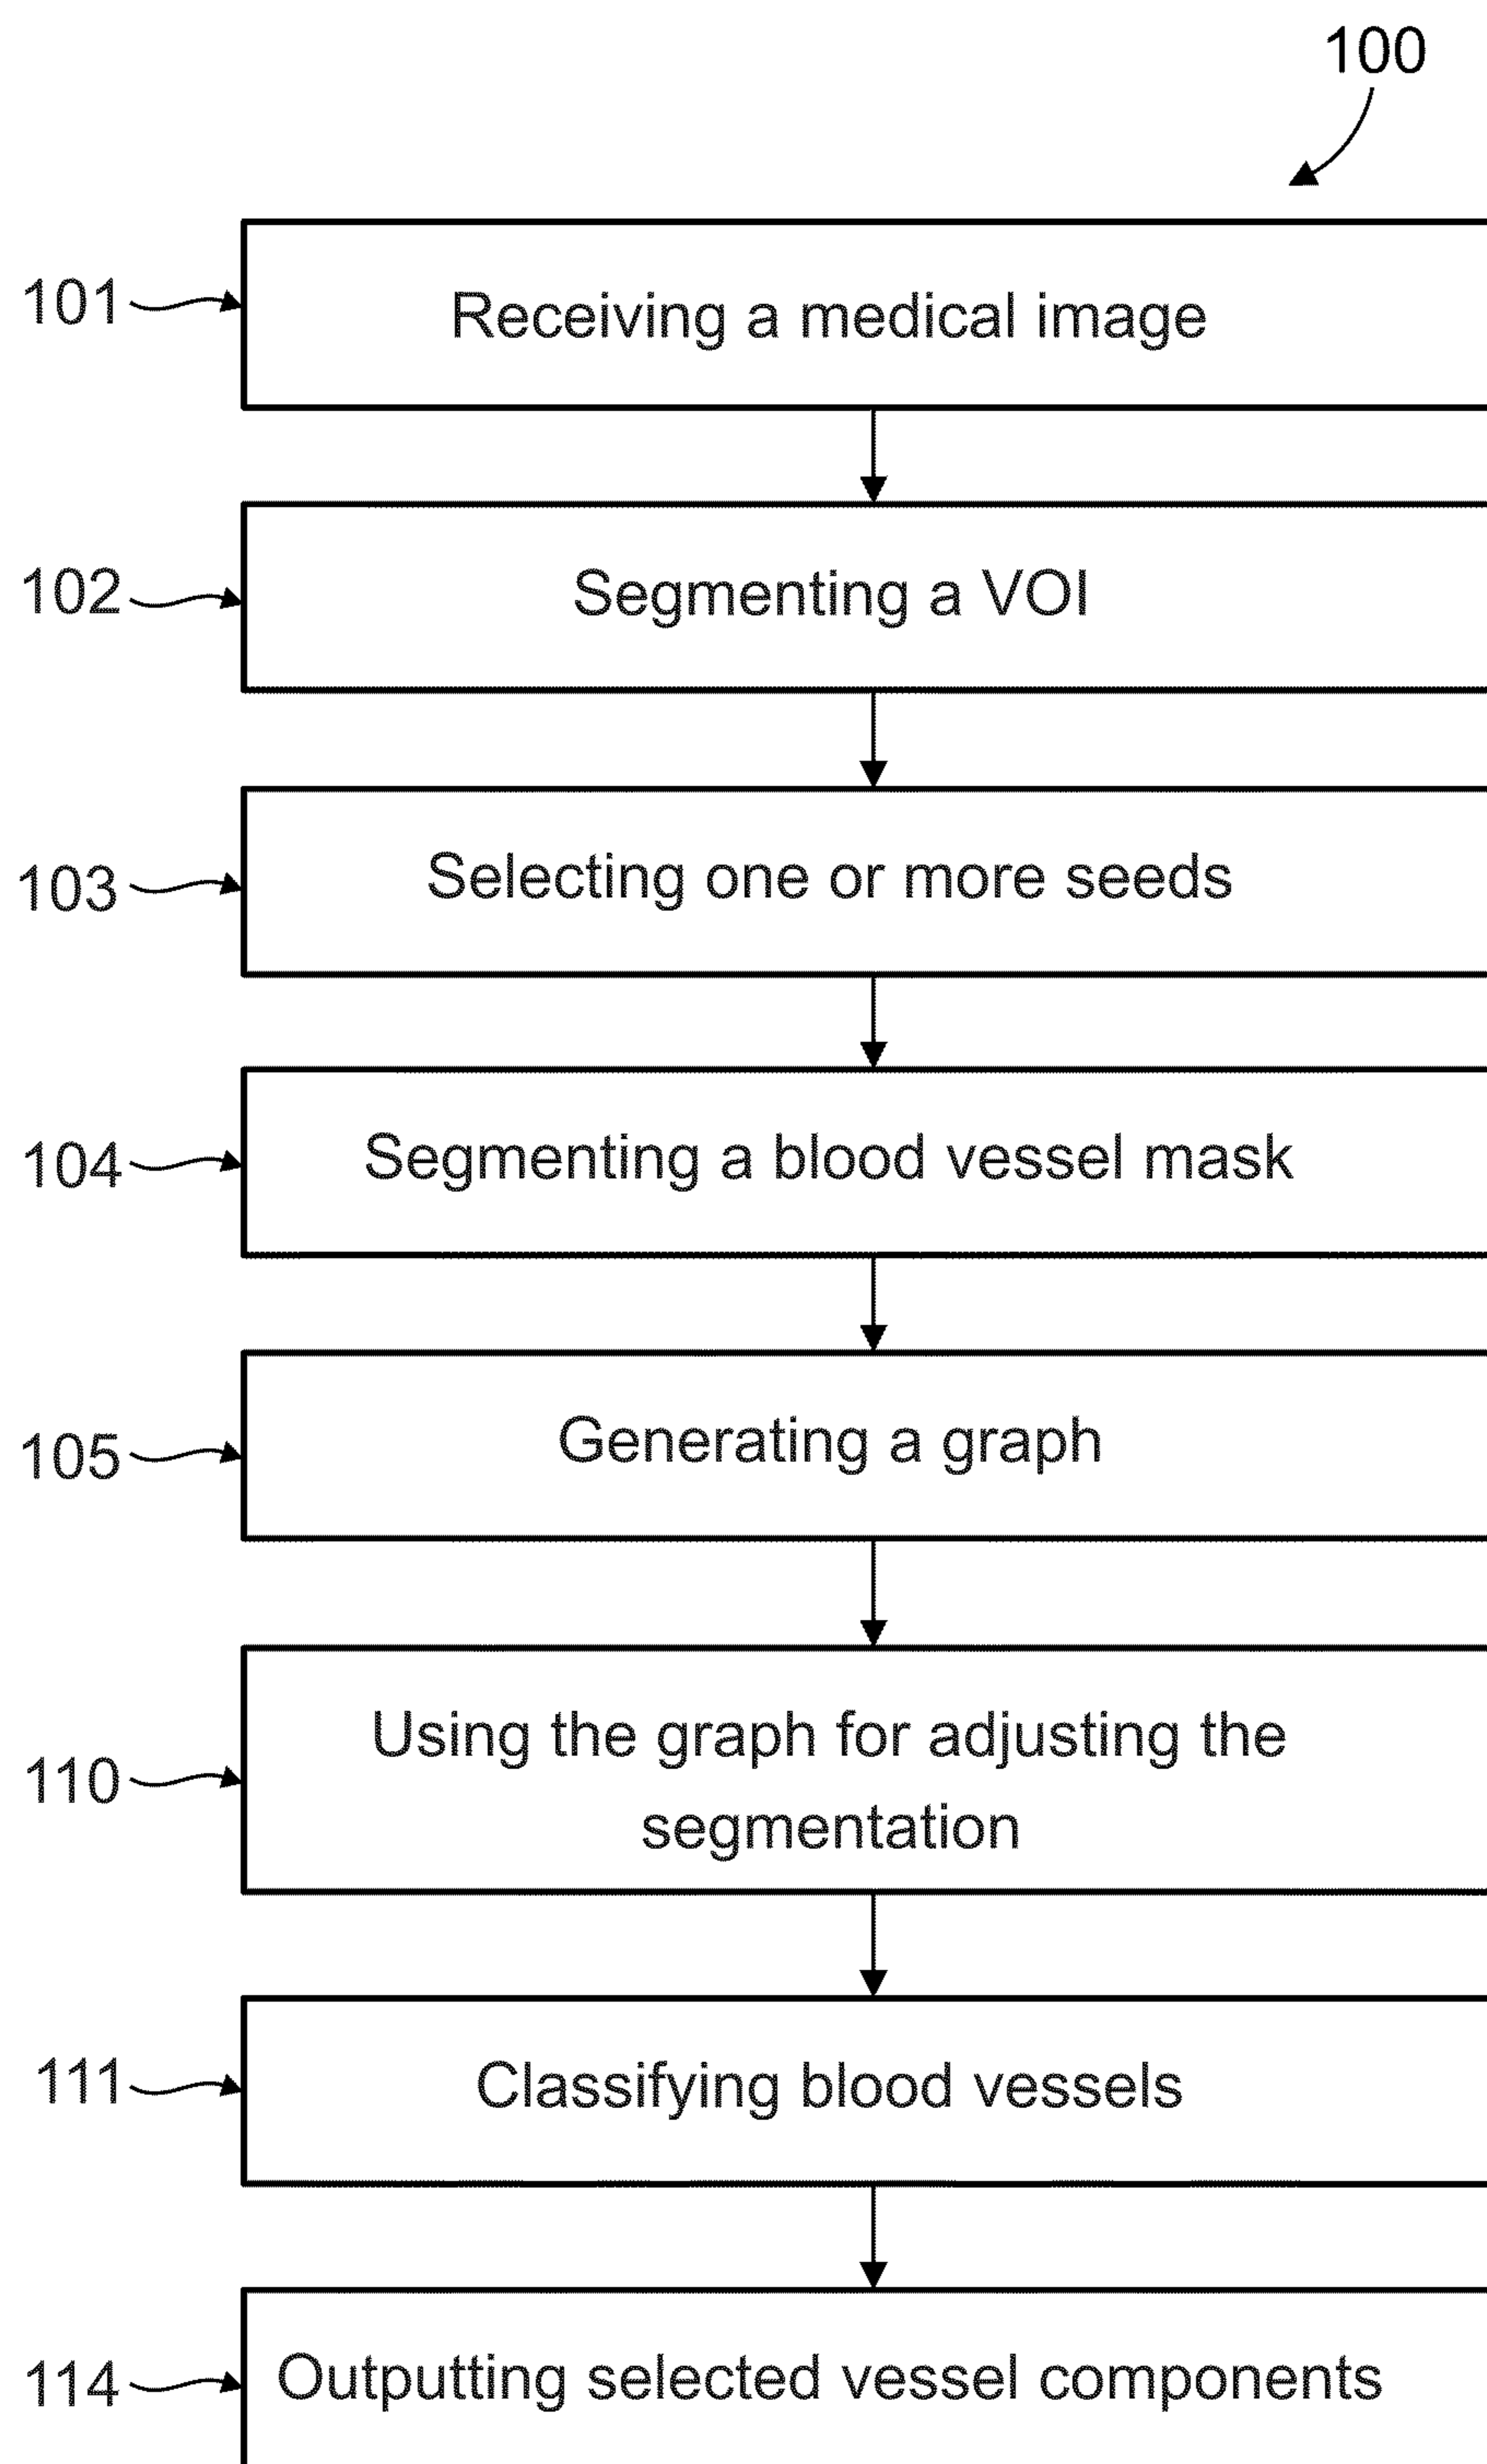 100
101 Receiving a medical image
102 Segmenting a VOI
103 Selecting one or more seeds
104 Segmenting a blood vessel mask
105 Generating a graph
Using the graph for adjusting the
110
segmentation
111 Classifying blood vessels
114 Outputting selected vessel components